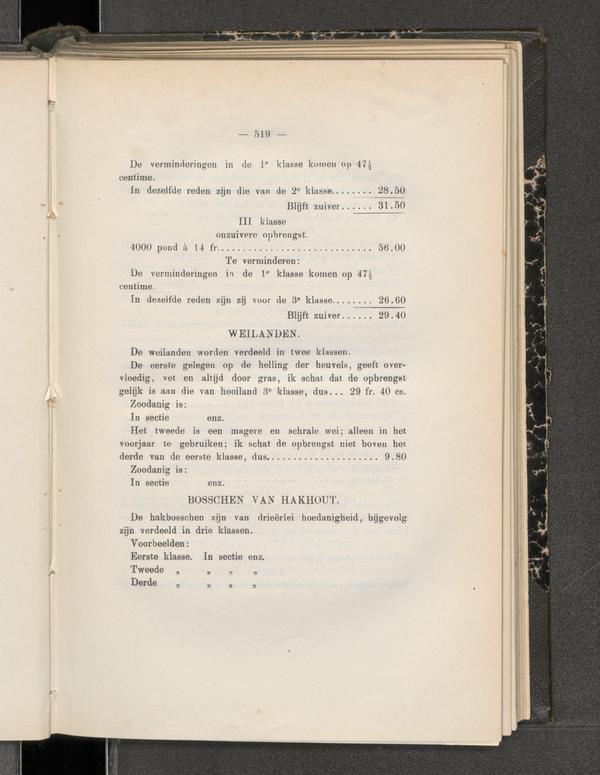 — 519 —
De verminderingen in de 1e klasse komen op 47½
centime.
In dezelfde reden zijn die van de 2e klasse........ 28.50
Blijft zuiver...... 31.50
III klasse
onzuivere opbrengst.
4000 pond à 14 fr.............................. 56.00
Te verminderen:
De verminderingen in de 1e klasse komen op 47½
centime.
In dezelfde reden zijn zij voor de 3e klasse........ 26.60
Blijft zuiver...... 29.40
WEILANDEN.
De weilanden worden verdeeld in twee klassen.
De eerste gelegen op de helling der heuvels, geeft over-
vloedig, vet en altijd door gras, ik schat dat de opbrengst
gelijk is aan die van hooiland 3e klasse, dus... 29 fr. 40 cs.
Zoodanig is:
In sectie enz.
Het tweede is een magere en schrale wei; alleen in het
voorjaar te gebruiken; ik schat de opbrengst niet boven het
derde van de eerste klasse, dus..................... 9.80
Zoodanig is:
In sectie enz.
BOSSCHEN VAN HAKHOUT.
De hakbosschen zijn van drieërlei hoedanigheid, bijgevolg
zijn verdeeld in drie klassen.
Voorbeelden:
Eerste klasse. In sectie enz.
Tweede „ „ „ „
Derde „ „ „ „